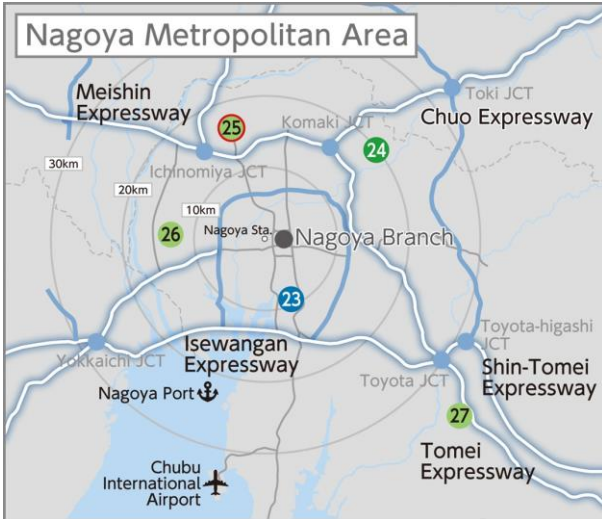 Nagoya Metropolitan Area
Meishin
Expressway
Toki JCT
Chuo Expressway
25
Komaki JCT
24
30km
Ichinomiya JCT
20km
10km
26
Nagoya Sta.
Nagoya Branch
23
Yokkaichi JCT
Isewangan
Expressway
Toyota-higashi
JCT
Toyota JCT
Shin-Tomei
Expressway
Nagoya Port
27
Tomei
Expressway
Chubu
International
Airport